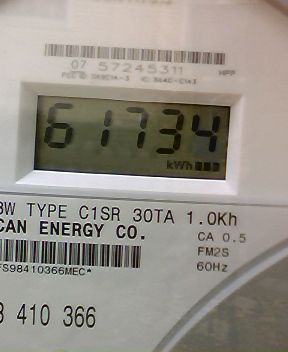 07 57245311
61734
kWh
3W TYPE C1SR 30TA 1.0Kh
CAN ENERGY CO.
CA 0.5
FM2S
60Hz
FS98410366MEC*
410 366